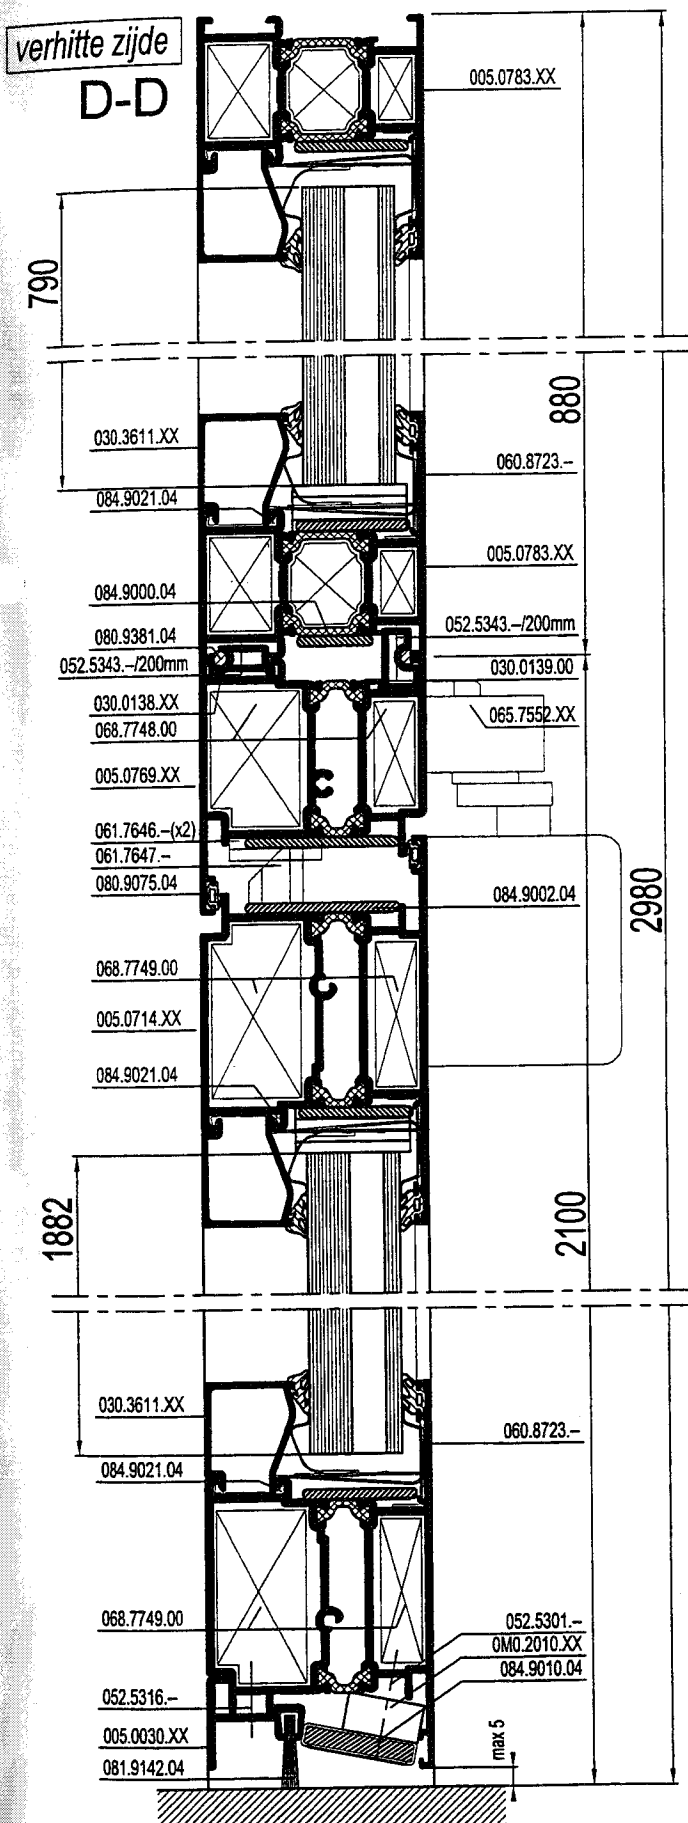 verhitte zijde
D-D
005.0783.XX
790
880
030.3611.XX
060.8723.-
084.9021.04
005.0783.XX
084.9000.04
052.5343.-/200mm
080.9381.04
052.5343.-/200mm
030.0139.00
030.0138.XX
065.7552.XX
068.7748.00
005.0769.XX
061.7646.-(x2)
061.7647.-
080.9075.04
084.9002.04
2980
068.7749.00
005.0714.XX
084.9021.04
1882
2100
030.3611.XX
060.8723.-
084.9021.04
068.7749.00
052.5301.-
0M0.2010.XX
084.9010.04
052.5316.-
005.0030.XX
max 5
081.9142.04